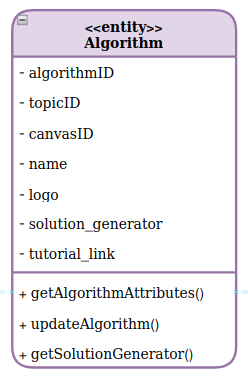 <<entity>>
Algorithm
- algorithmID
- topicID
- canvasID
- name
- logo
- solution_generator
- tutorial_link
+ getAlgorithmAttributes()
+ updateAlgorithm()
+ getSolutionGenerator()